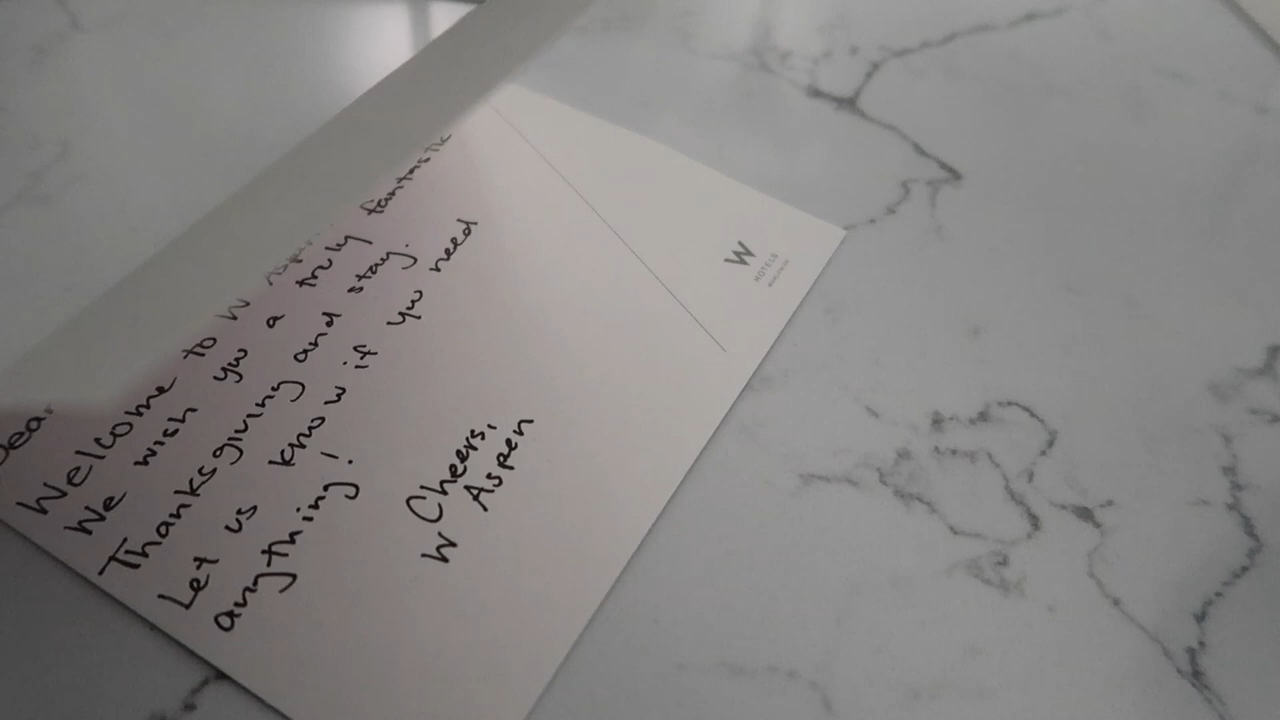 Welcome to W
We wish you a truly fantastic
Thanksgiving and stay.
Let us know if you need
anything!
Cheers,
W Aspen
W
HOTELS